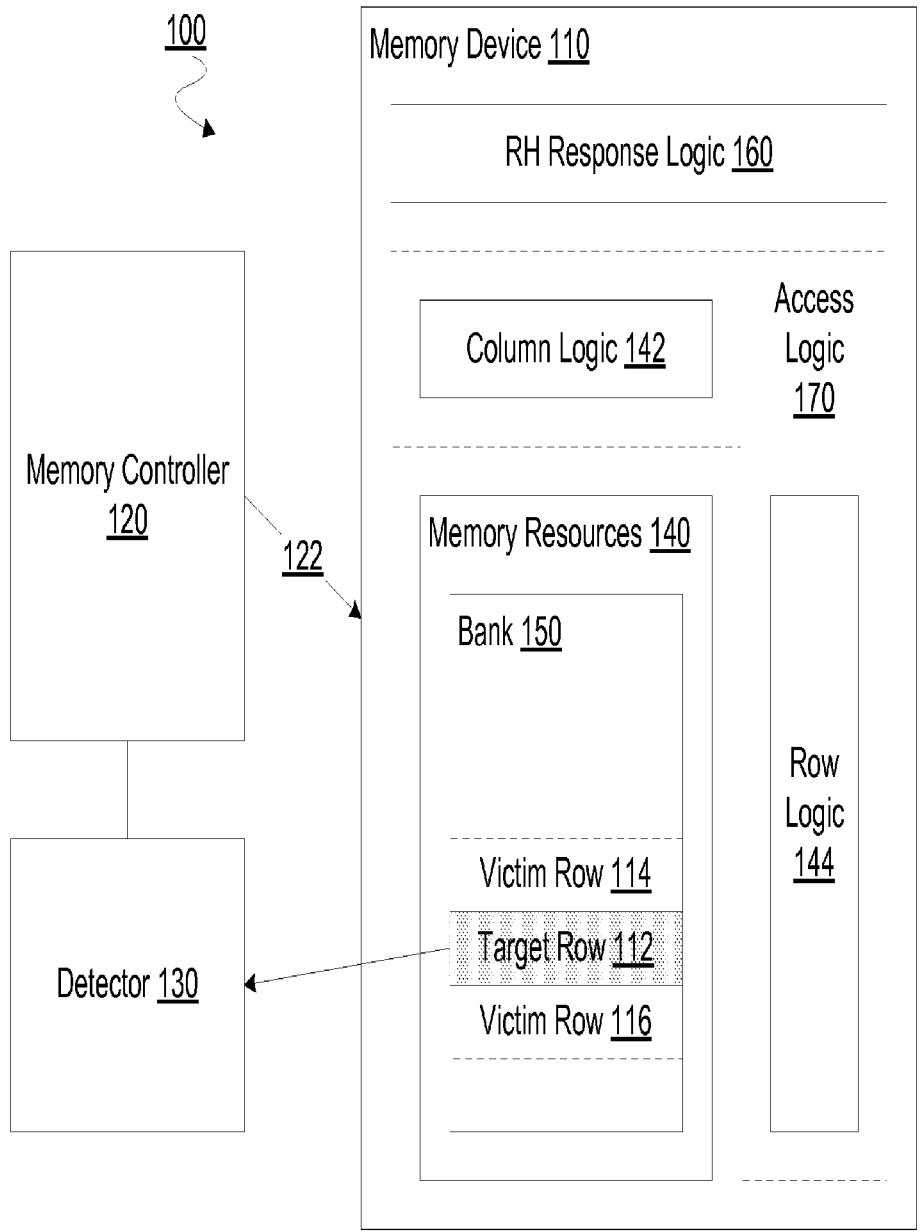 100
Memory Device 110
RH Response Logic 160
Column Logic 142
Access
Logic
170
Memory Controller
120
122
Memory Resources 140
Bank 150
Victim Row 114
Target Row 112
Victim Row 116
Row
Logic
144
Detector 130